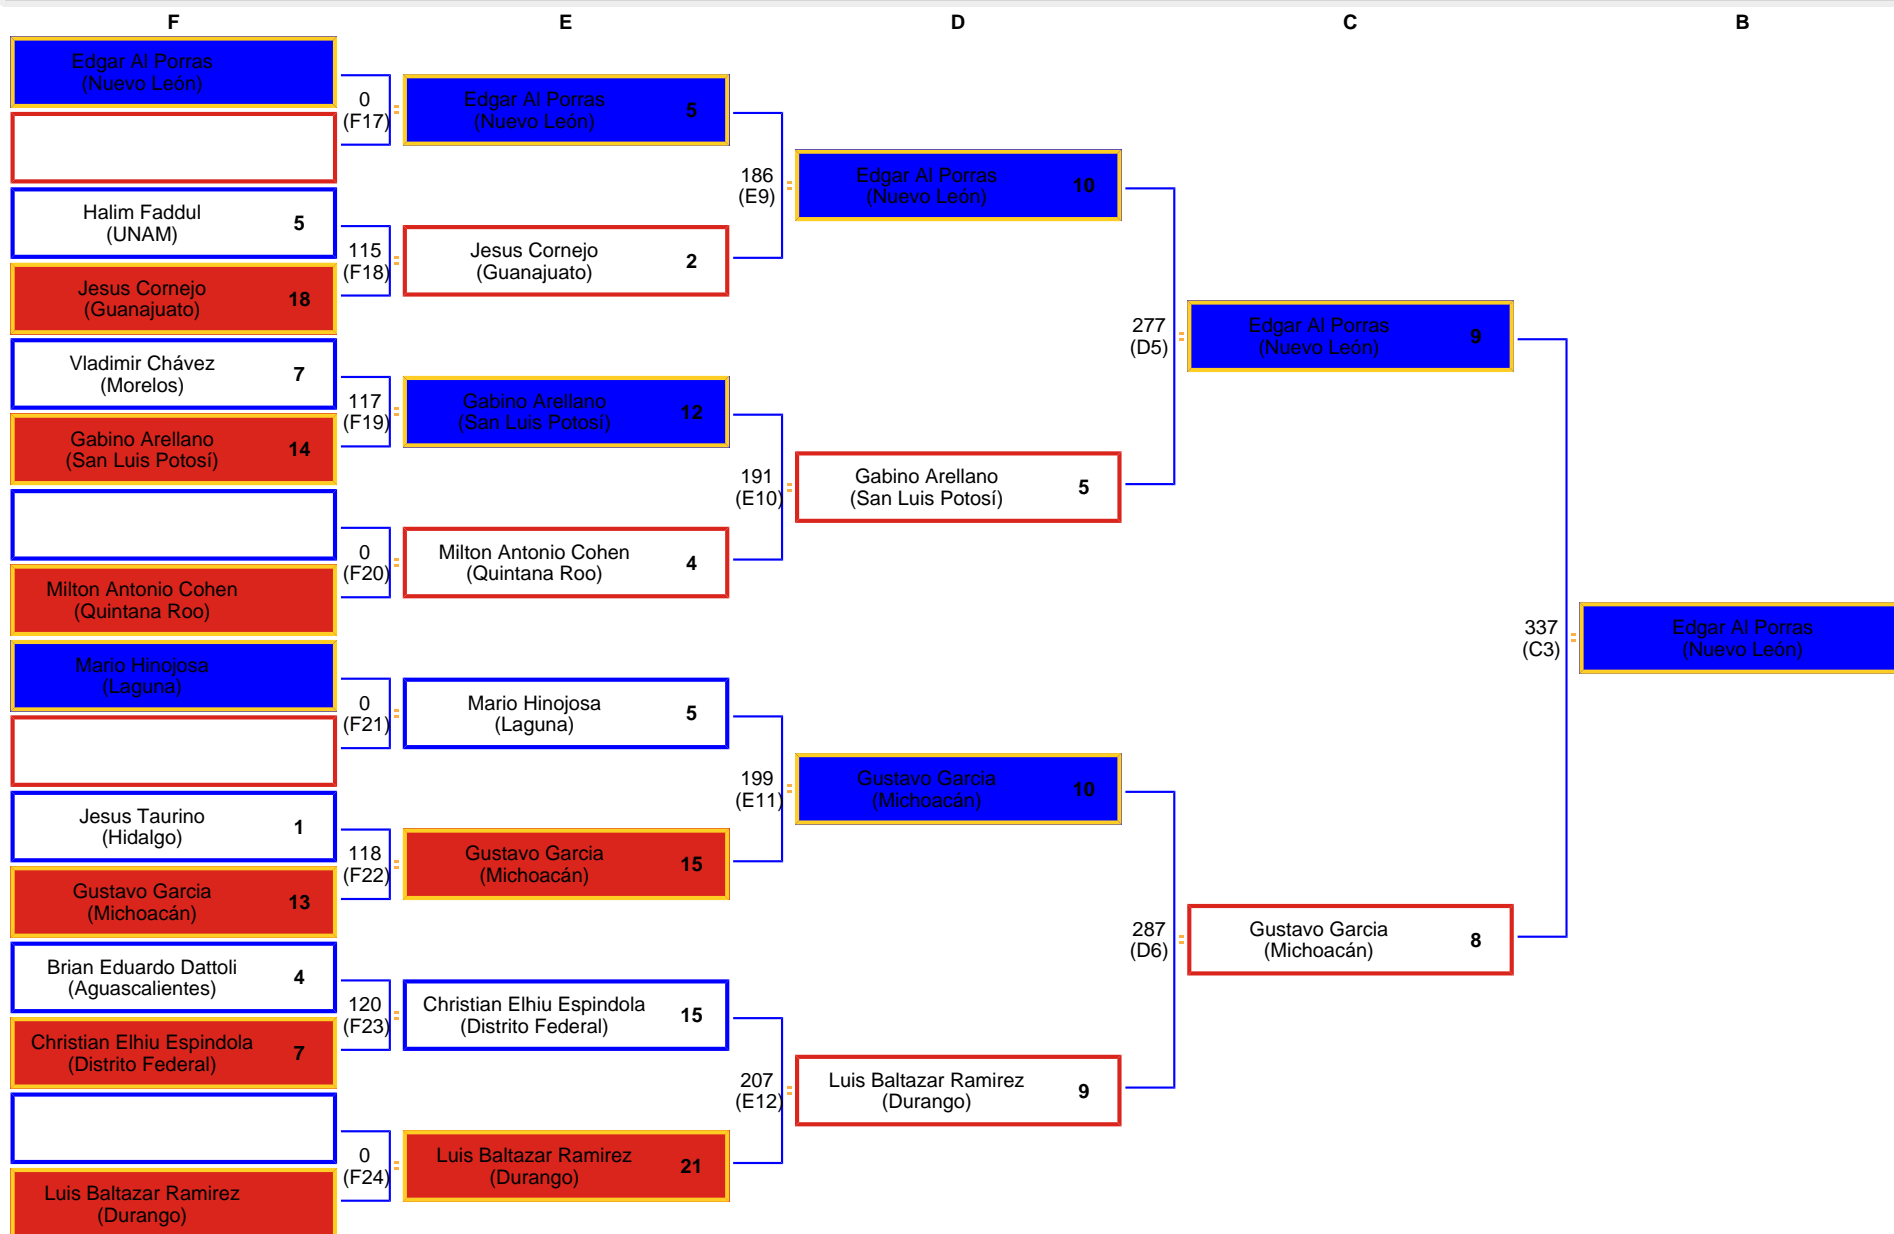 F
E
D
C
B
Edgar Al Porras
(Nuevo León)
0
(F17)
Halim Faddul
(UNAM)
5
115
(F18)
Jesus Cornejo
(Guanajuato)
18
Vladimir Chávez
(Morelos)
7
117
(F19)
Gabino Arellano
(San Luis Potosí)
14
0
(F20)
Milton Antonio Cohen
(Quintana Roo)
Mario Hinojosa
(Laguna)
0
(F21)
Jesus Taurino
(Hidalgo)
1
118
(F22)
Gustavo Garcia
(Michoacán)
13
Brian Eduardo Dattoli
(Aguascalientes)
4
120
(F23)
Christian Elhiu Espindola
(Distrito Federal)
7
0
(F24)
Luis Baltazar Ramirez
(Durango)
Edgar Al Porras
(Nuevo León)
5
186
(E9)
Jesus Cornejo
(Guanajuato)
2
Gabino Arellano
(San Luis Potosí)
12
191
(E10)
Milton Antonio Cohen
(Quintana Roo)
4
Mario Hinojosa
(Laguna)
5
199
(E11)
Gustavo Garcia
(Michoacán)
15
Christian Elhiu Espindola
(Distrito Federal)
15
207
(E12)
Luis Baltazar Ramirez
(Durango)
21
Edgar Al Porras
(Nuevo León)
10
277
(D5)
Gabino Arellano
(San Luis Potosí)
5
Gustavo Garcia
(Michoacán)
10
287
(D6)
Luis Baltazar Ramirez
(Durango)
9
Edgar Al Porras
(Nuevo León)
9
337
(C3)
Gustavo Garcia
(Michoacán)
8
Edgar Al Porras
(Nuevo León)